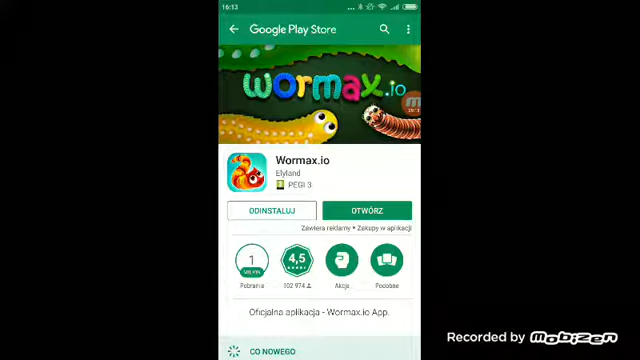 16:13
Google Play Store
wormax.io
Wormax.io
Elyland
PEGI 3
ODINSTALUJ
OTWÓRZ
Zawiera reklamy • Zakupy w aplikacji
1
MILION
4,5
Pobrania
102 974
Akcja
Podobne
Oficjalna aplikacja - Wormax.io App.
CO NOWEGO
Recorded by mobizen